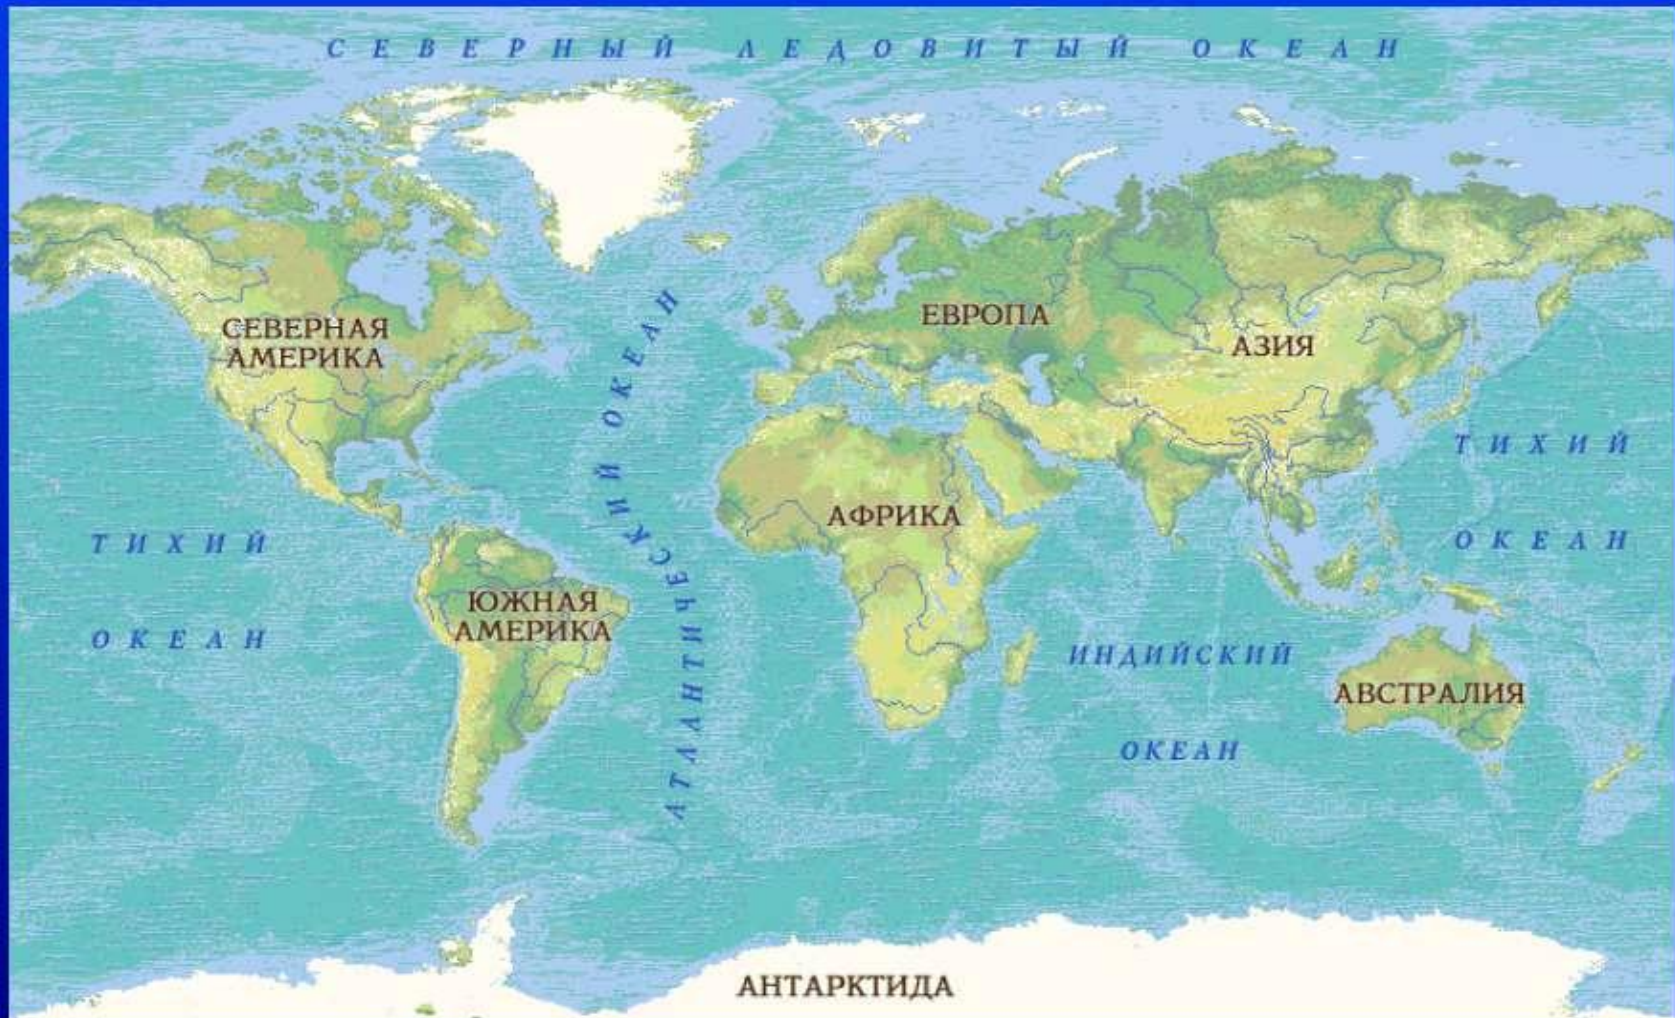 СЕВЕРНЫЙ ЛЕДОВИТЫЙ ОКЕАН
СЕВЕРНАЯ
АМЕРИКА
ЕВРОПА
АЗИЯ
АТЛАНТИЧЕСКИЙ ОКЕАН
ТИХИЙ
ОКЕАН
АФРИКА
ТИХИЙ
ОКЕАН
ЮЖНАЯ
АМЕРИКА
ИНДИЙСКИЙ
ОКЕАН
АВСТРАЛИЯ
АНТАРКТИДА